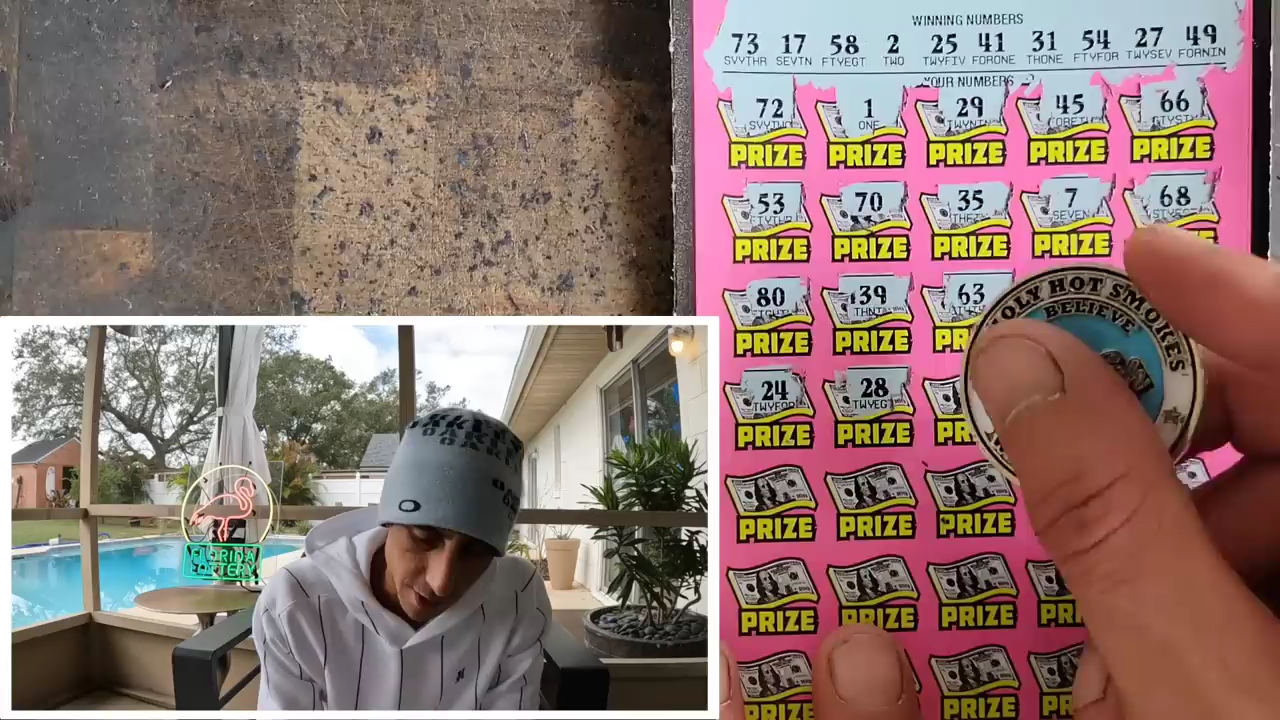 WINNING NUMBERS
73 17 58 2 25 41 31 54 27 49
SVYTHR SEVTN FTYEGT TWO TWYFIV FORONE THONE FTYFOR TWYSEV FORNIN
YOUR NUMBERS
72 1 29 45 66
ONE
PRIZE PRIZE PRIZE PRIZE PRIZE
53 70 35 7 68
SEVEN
PRIZE PRIZE PRIZE PRIZE
80 39 63
PRIZE PRIZE
24 28
TWYFOR TWYEGT
PRIZE PRIZE
PRIZE PRIZE PRIZE
PRIZE PRIZE PRIZE
PRIZE PRIZE
HOLY HOT SMOKES
BELIEVE
FLORIDA
LOTTERY
OAKLEY